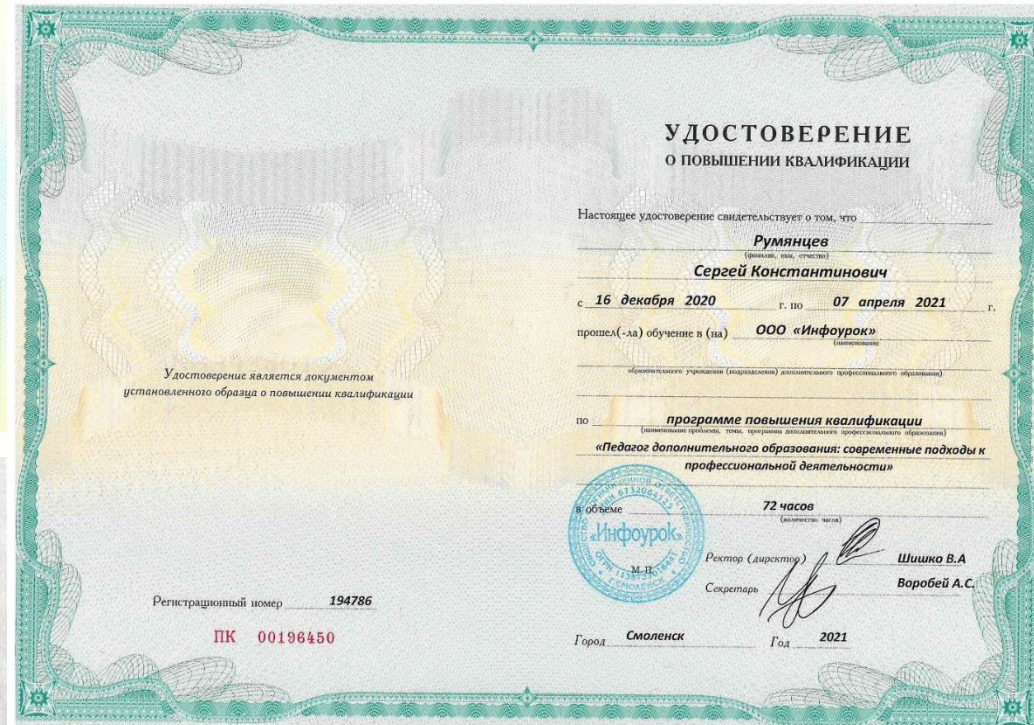 Удостоверение является документом
установленного образца о повышении квалификации
Регистрационный номер 194786
ПК 00196450
УДОСТОВЕРЕНИЕ
О ПОВЫШЕНИИ КВАЛИФИКАЦИИ
Настоящее удостоверение свидетельствует о том, что
Румянцев
(фамилия, имя, отчество)
Сергей Константинович
с 16 декабря 2020 г. по 07 апреля 2021 г.
прошел(-ла) обучение в (на) ООО «Инфоурок»
(наименование
образовательного учреждения (подразделения) дополнительного профессионального образования)
по программе повышения квалификации
(наименование проблемы, темы, программы дополнительного профессионального образования)
«Педагог дополнительного образования: современные подходы к
профессиональной деятельности»
в объеме 72 часов
(количество часов)
«Инфоурок»
М. П.
Ректор (директор) Шишко В.А
Секретарь Воробей А.С.
Город Смоленск Год 2021